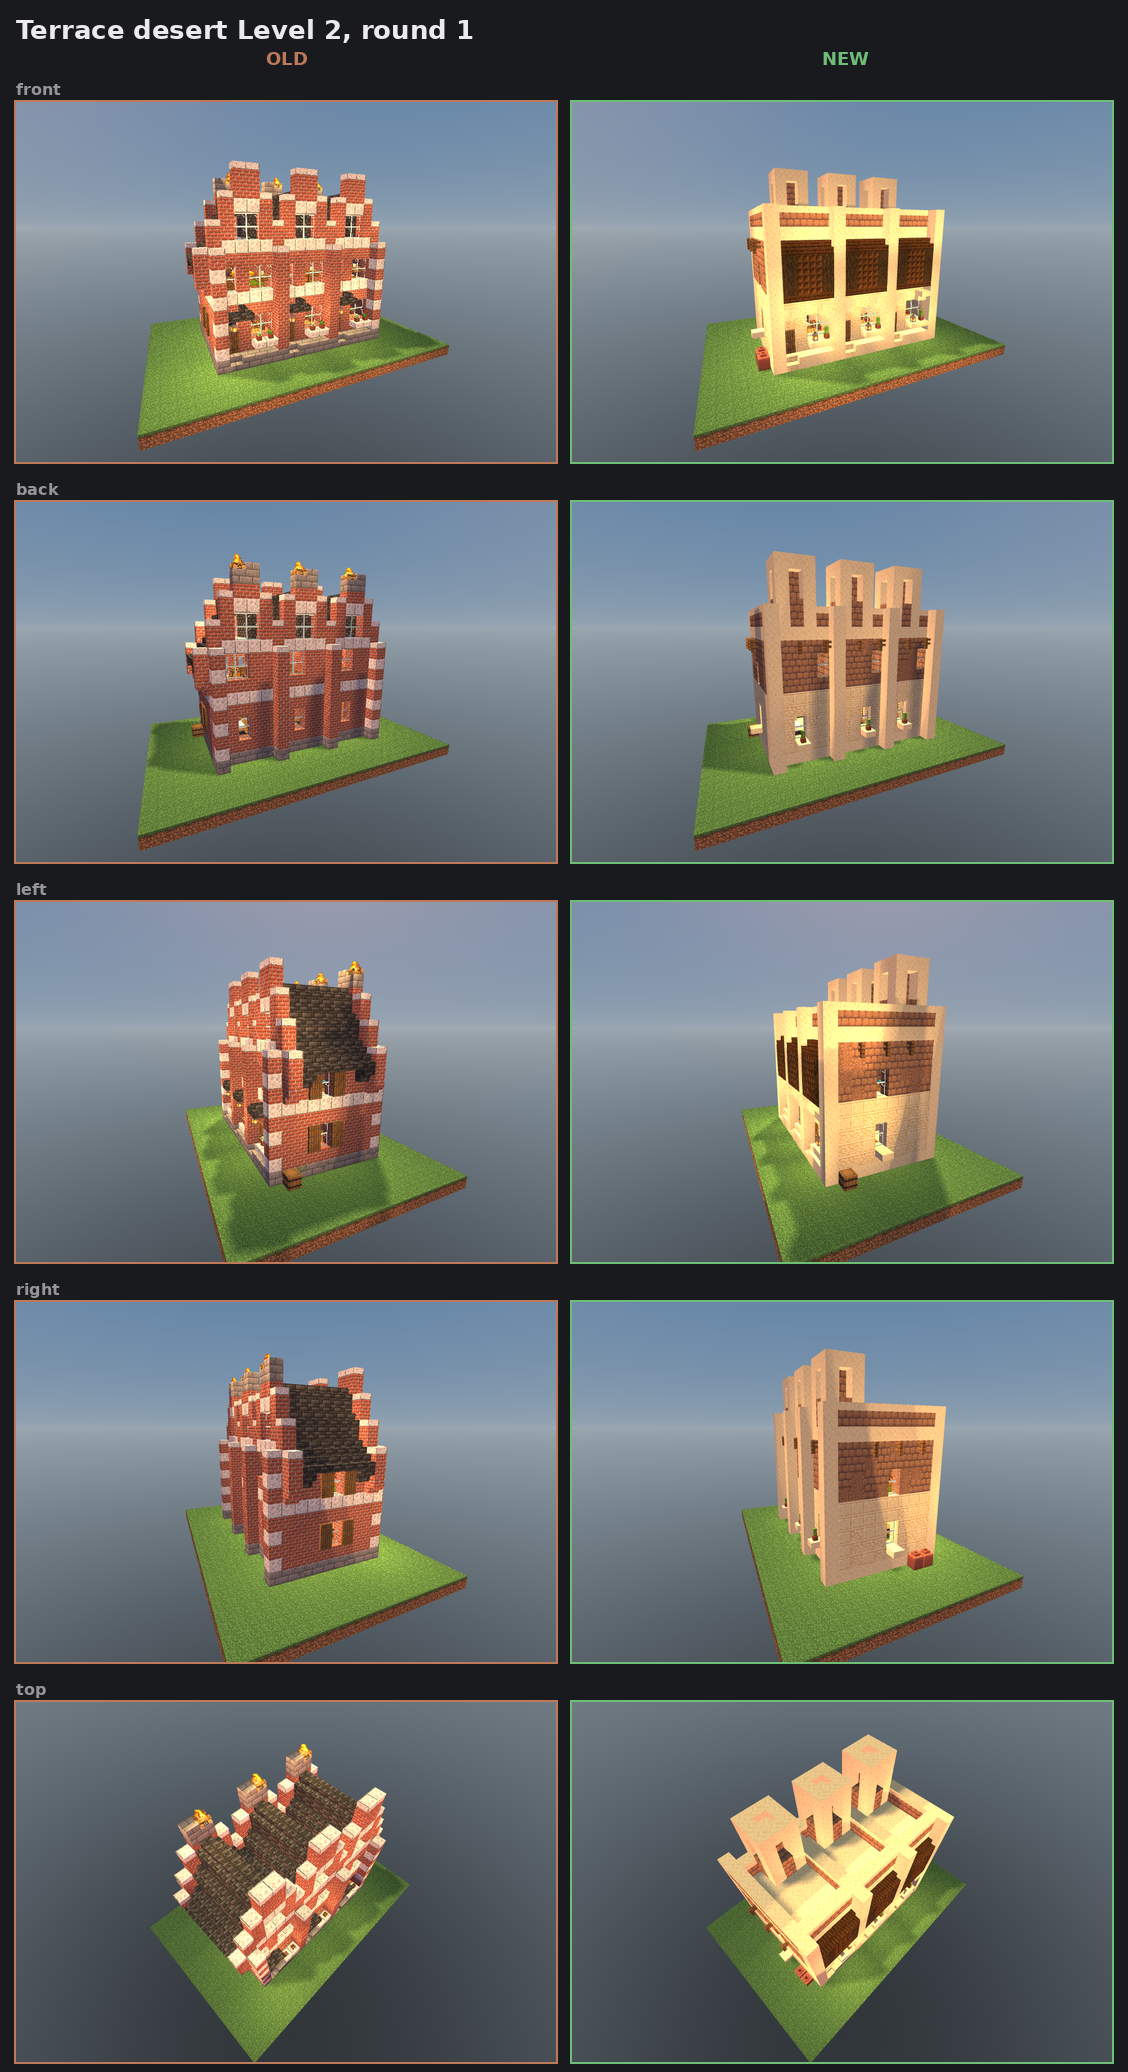 Terrace desert Level 2, round 1
OLD
NEW
front
back
left
right
top